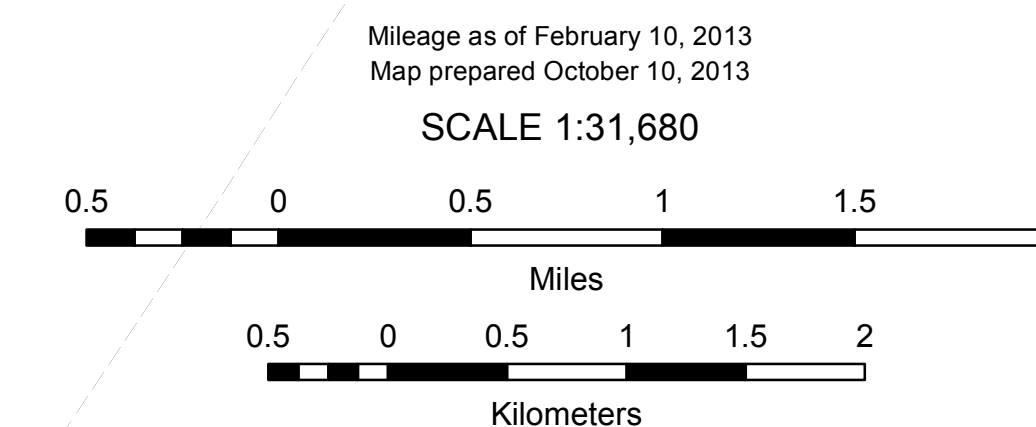 Mileage as of February 10, 2013
Map prepared October 10, 2013
SCALE 1:31,680
0.5 0 0.5 1 1.5
Miles
0.5 0 0.5 1 1.5 2
Kilometers